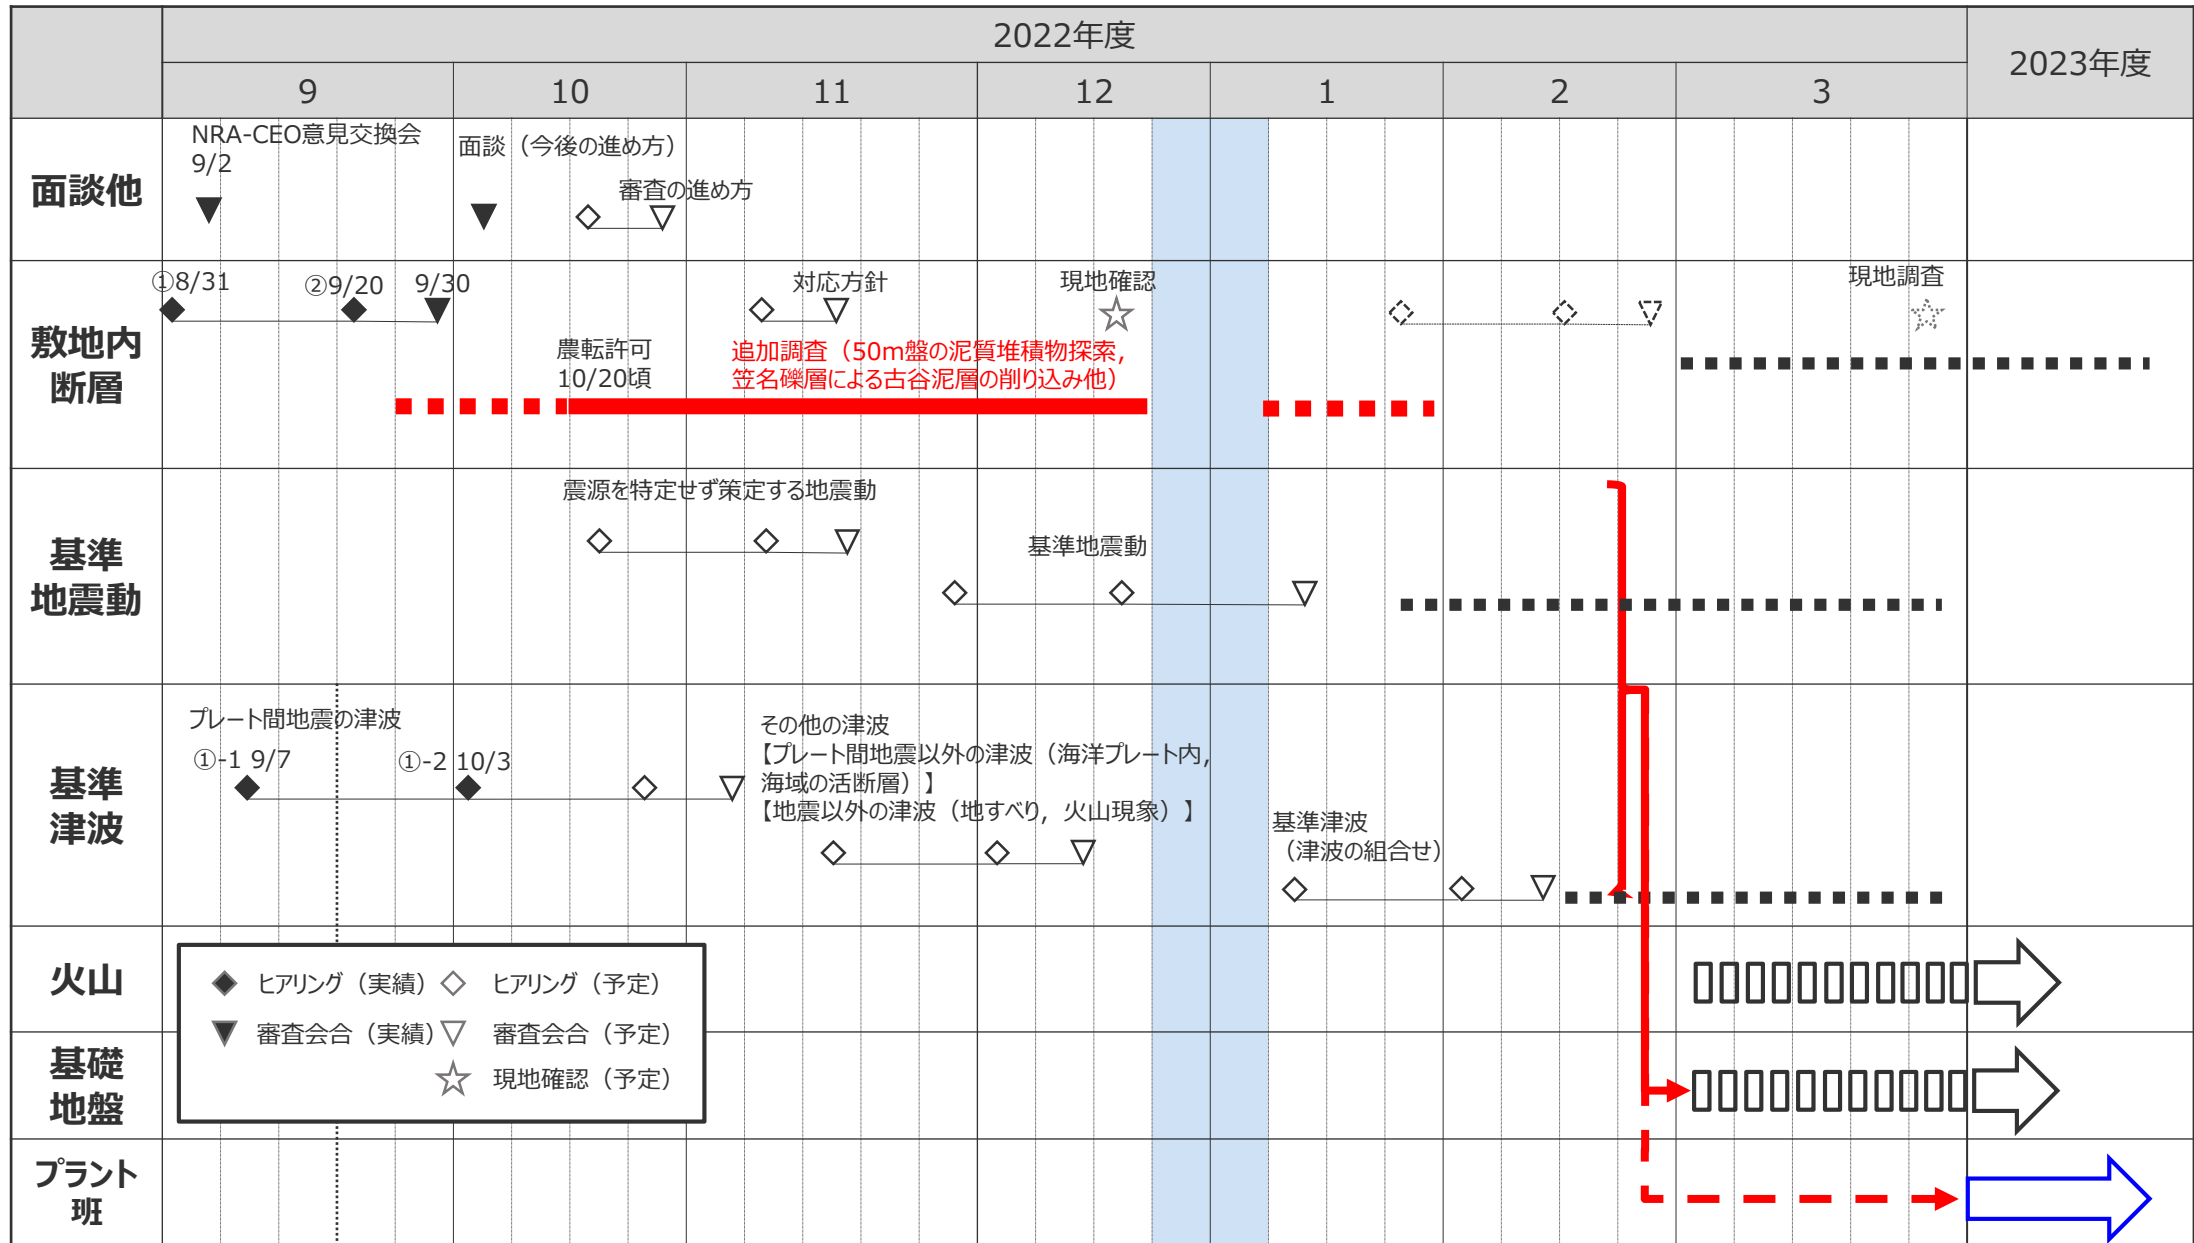 2022年度
2023年度
9
10
11
12
1
2
3
面談他
NRA-CEO意見交換会
9/2
面談（今後の進め方）
審査の進め方
敷地内
断層
①8/31
②9/20
9/30
対応方針
現地確認
現地調査
農転許可
10/20頃
追加調査（50m盤の泥質堆積物探索,
笠名礫層による古谷泥層の削り込み他）
基準
地震動
震源を特定せず策定する地震動
基準地震動
基準
津波
プレート間地震の津波
①-1 9/7
①-2 10/3
その他の津波
【プレート間地震以外の津波（海洋プレート内,
海域の活断層）】
【地震以外の津波（地すべり，火山現象）】
基準津波
（津波の組合せ）
火山
ヒアリング（実績）
ヒアリング（予定）
審査会合（実績）
審査会合（予定）
現地確認（予定）
基礎
地盤
プラント
班